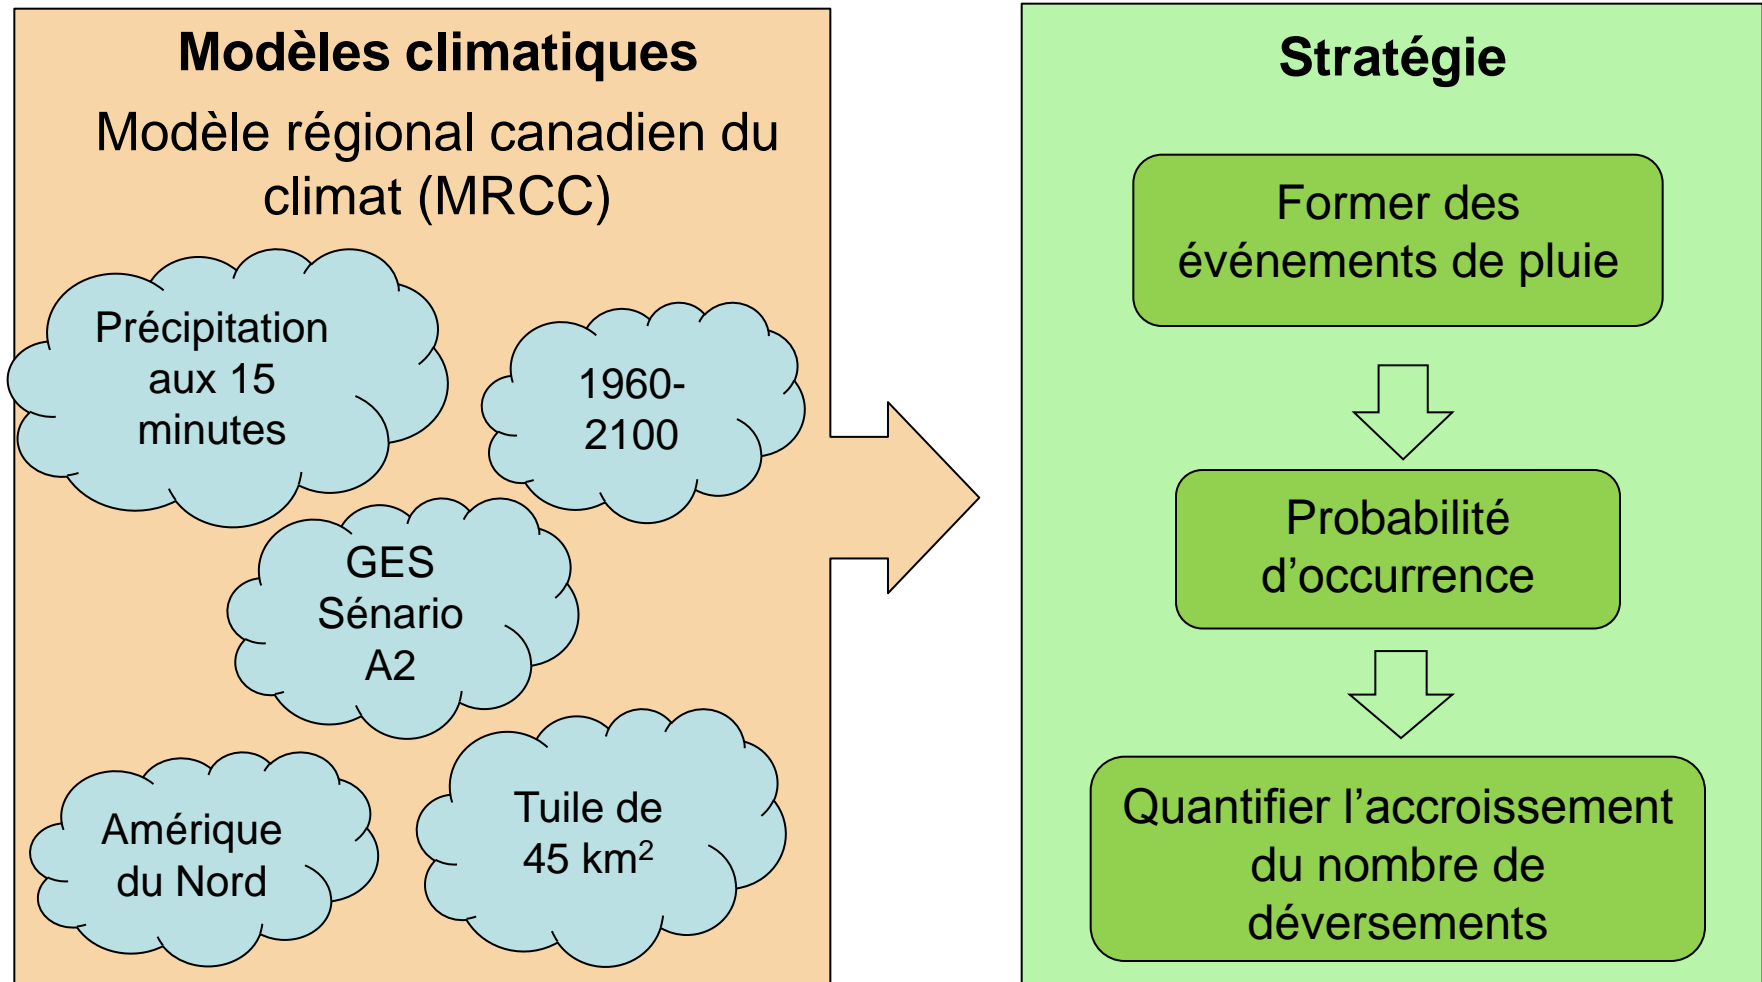 Modèles climatiques
Modèle régional canadien du
climat (MRCC)
Précipitation
aux 15
minutes
1960-
2100
GES
Sénario
A2
Amérique
du Nord
Tuile de
45 km²
Stratégie
Former des
événements de pluie
Probabilité
d’occurrence
Quantifier l’accroissement
du nombre de
déversements